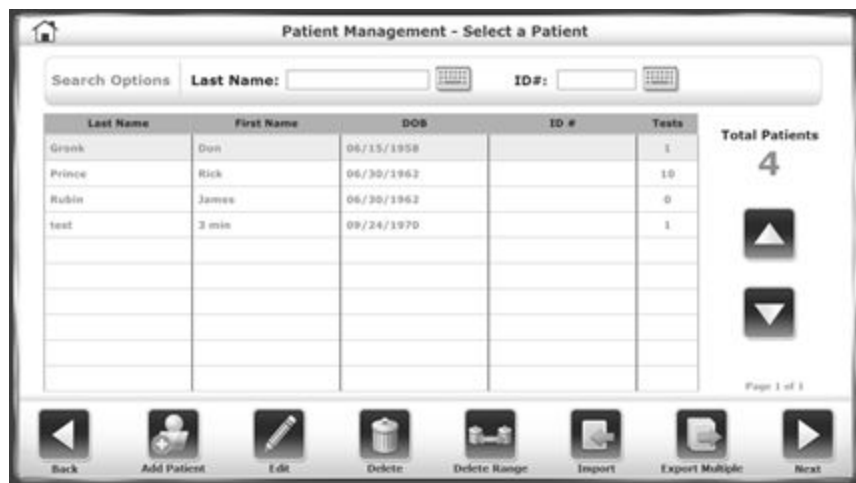 Patient Management - Select a Patient
Search Options Last Name: ID#:
Last Name First Name DOB ID # Tests
Gronk Don 06/15/1958 1
Prince Rick 06/30/1962 10
Rubin James 06/30/1962 0
test 3 min 09/24/1970 1
Total Patients
4
Page 1 of 1
Back Add Patient Edit Delete Delete Range Import Export Multiple Next